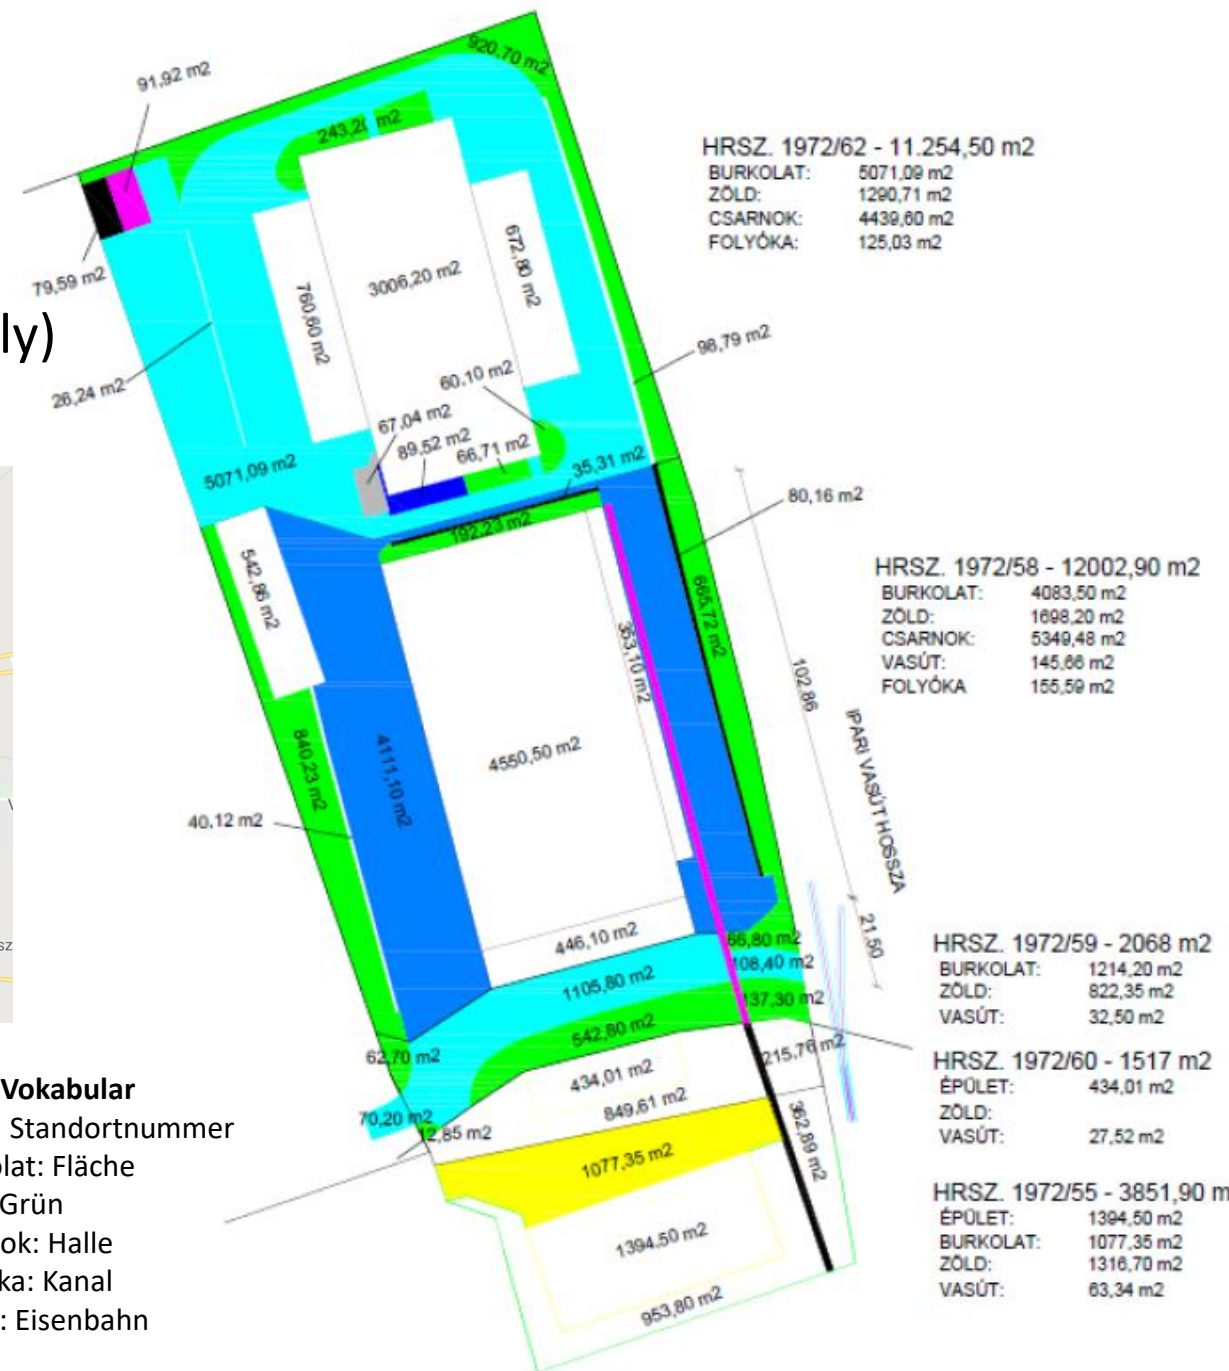 920,70 m2
91,92 m2
243,20 m2
HRSZ. 1972/62 - 11.254,50 m2
BURKOLAT: 5071,09 m2
ZÖLD: 1290,71 m2
CSARNOK: 4439,60 m2
FOLYÓKA: 125,03 m2
672,80 m2
3006,20 m2
79,59 m2
760,60 m2
ly)
98,79 m2
26,24 m2
60,10 m2
67,04 m2
89,52 m2
66,71 m2
35,31 m2
5071,09 m2
80,16 m2
192,23 m2
542,86 m2
HRSZ. 1972/58 - 12002,90 m2
BURKOLAT: 4083,50 m2
ZÖLD: 1698,20 m2
CSARNOK: 5349,48 m2
VASÚT: 145,66 m2
FOLYÓKA 155,59 m2
665,72 m2
353,10 m2
102,86
IPARI VASÚT HOSSZA
840,23 m2
4111,10 m2
4550,50 m2
40,12 m2
21,50
sz
446,10 m2
66,80 m2
108,40 m2
137,30 m2
1105,80 m2
HRSZ. 1972/59 - 2068 m2
BURKOLAT: 1214,20 m2
ZÖLD: 822,35 m2
VASÚT: 32,50 m2
542,80 m2
62,70 m2
215,76 m2
434,01 m2
HRSZ. 1972/60 - 1517 m2
ÉPÜLET: 434,01 m2
ZÖLD:
VASÚT: 27,52 m2
849,61 m2
70,20 m2
12,85 m2
362,89 m2
1077,35 m2
Vokabular
Standortnummer
lat: Fläche
Grün
ok: Halle
ka: Kanal
: Eisenbahn
HRSZ. 1972/55 - 3851,90 m
ÉPÜLET: 1394,50 m2
BURKOLAT: 1077,35 m2
ZÖLD: 1316,70 m2
VASÚT: 63,34 m2
1394,50 m2
953,80 m2